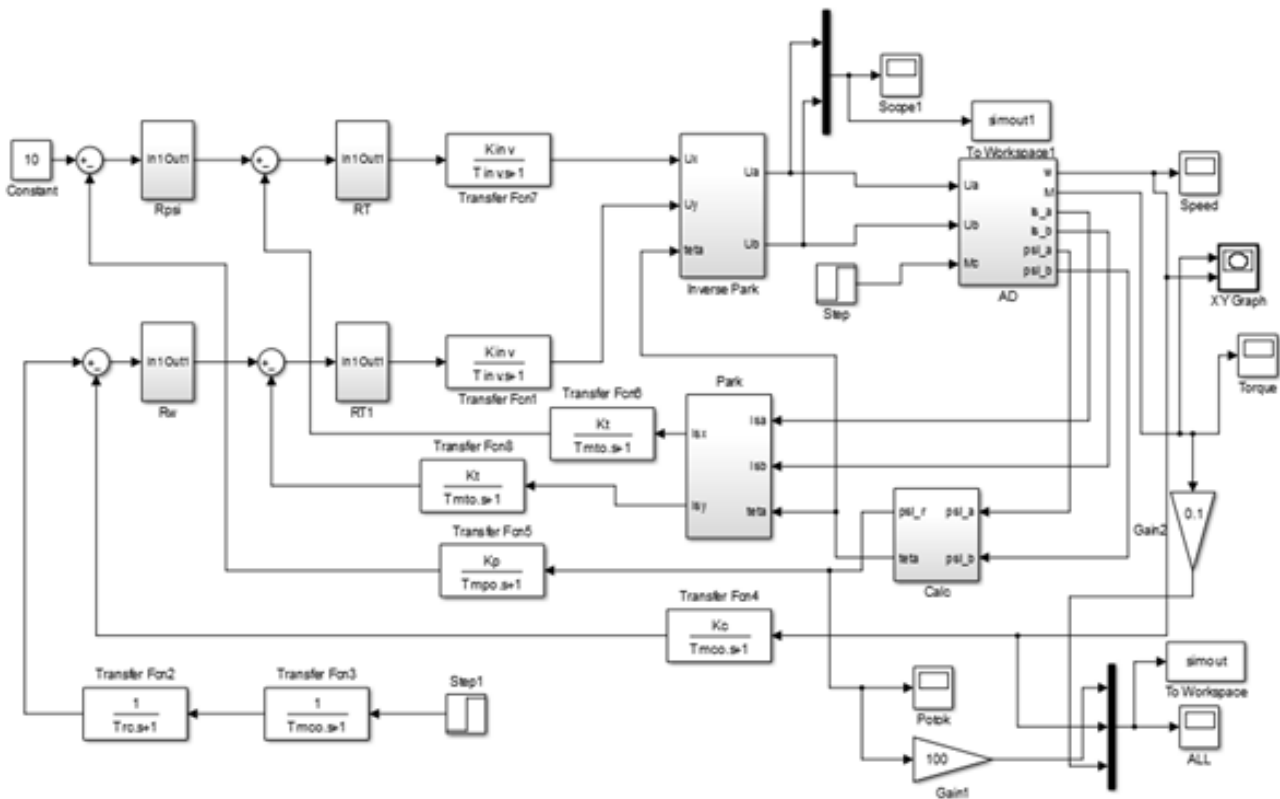 10
Constant
In1 Out1
Rpsi
In1 Out1
RT
Kinv
Tinv.s+1
Transfer Fcn7
Ux
Uy
teta
Ua
Ub
Inverse Park
Scope1
simout1
To Workspace1
Ua
Ub
Mc
w
M
Is_a
Is_b
psi_a
psi_b
AD
Speed
XY Graph
Torque
Step
In1 Out1
Rw
In1 Out1
RT1
Kinv
Tinv.s+1
Transfer Fcn1
Transfer Fcn6
Kt
Tmto.s+1
Transfer Fcn8
Kt
Tmto.s+1
Park
Isx
Isy
Isa
Isb
teta
psi_r
teta
psi_a
psi_b
Calc
0.1
Gain2
Transfer Fcn5
Kp
Tmpo.s+1
Transfer Fcn4
Kc
Tmco.s+1
Transfer Fcn2
1
Trc.s+1
Transfer Fcn3
1
Tmco.s+1
Step1
Potok
100
Gain1
simout
To Workspace
ALL